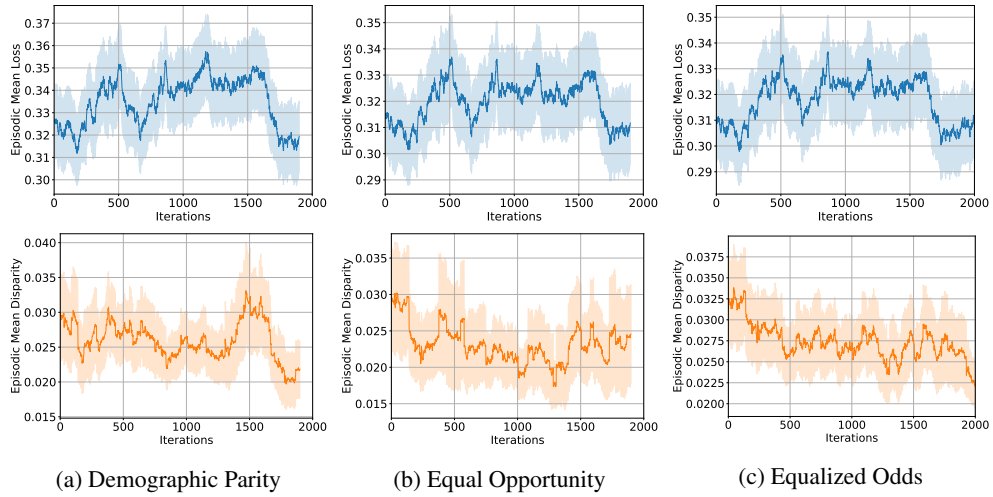 0.37
0.36
0.35
0.34
0.33
0.32
0.31
0.30
Episodic Mean Loss
0 500 1000 1500 2000
Iterations
0.35
0.34
0.33
0.32
0.31
0.30
0.29
Episodic Mean Loss
0 500 1000 1500 2000
Iterations
0.35
0.34
0.33
0.32
0.31
0.30
0.29
Episodic Mean Loss
0 500 1000 1500 2000
Iterations
0.040
0.035
0.030
0.025
0.020
0.015
Episodic Mean Disparity
0 500 1000 1500 2000
Iterations
0.035
0.030
0.025
0.020
0.015
Episodic Mean Disparity
0 500 1000 1500 2000
Iterations
0.0375
0.0350
0.0325
0.0300
0.0275
0.0250
0.0225
0.0200
Episodic Mean Disparity
0 500 1000 1500 2000
Iterations
(a) Demographic Parity
(b) Equal Opportunity
(c) Equalized Odds